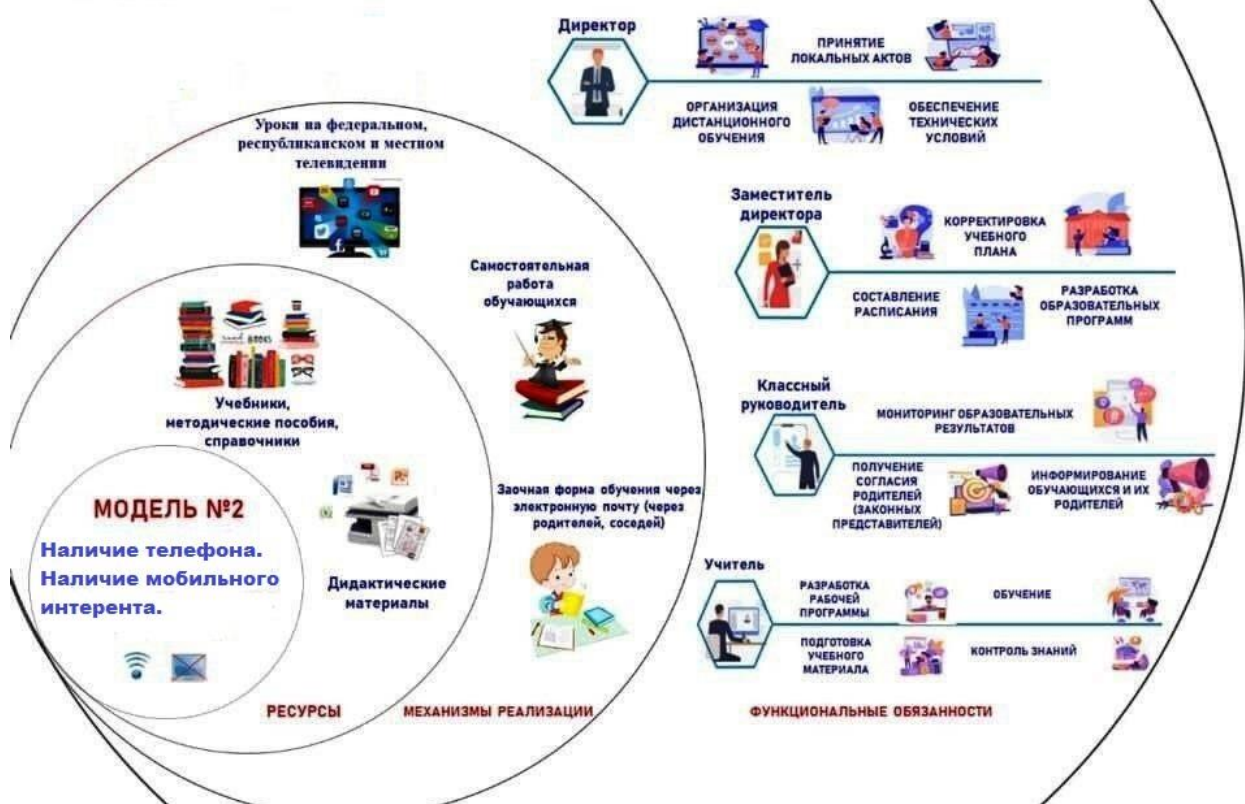 Директор
ПРИНЯТИЕ
ЛОКАЛЬНЫХ АКТОВ
ОРГАНИЗАЦИЯ
ДИСТАНЦИОННОГО
ОБУЧЕНИЯ
ОБЕСПЕЧЕНИЕ
ТЕХНИЧЕСКИХ
УСЛОВИЙ
Уроки на федеральном,
республиканском и местном
телевидении
Заместитель
директора
КОРРЕКТИРОВКА
УЧЕБНОГО
ПЛАНА
СОСТАВЛЕНИЕ
РАСПИСАНИЯ
РАЗРАБОТКА
ОБРАЗОВАТЕЛЬНЫХ
ПРОГРАММ
Самостоятельная
работа
обучающихся
BOOKS
Учебники,
методические пособия,
справочники
Классный
руководитель
МОНИТОРИНГ ОБРАЗОВАТЕЛЬНЫХ
РЕЗУЛЬТАТОВ
ПОЛУЧЕНИЕ
СОГЛАСИЯ
РОДИТЕЛЕЙ
(ЗАКОННЫХ
ПРЕДСТАВИТЕЛЕЙ)
ИНФОРМИРОВАНИЕ
ОБУЧАЮЩИХСЯ И ИХ
РОДИТЕЛЕЙ
МОДЕЛЬ №2
Наличие телефона.
Наличие мобильного
интерента.
Дидактические
материалы
Заочная форма обучения через
электронную почту (через
родителей, соседей)
Учитель
РАЗРАБОТКА
РАБОЧЕЙ
ПРОГРАММЫ
ОБУЧЕНИЕ
ПОДГОТОВКА
УЧЕБНОГО
МАТЕРИАЛА
КОНТРОЛЬ ЗНАНИЙ
РЕСУРСЫ
МЕХАНИЗМЫ РЕАЛИЗАЦИИ
ФУНКЦИОНАЛЬНЫЕ ОБЯЗАННОСТИ